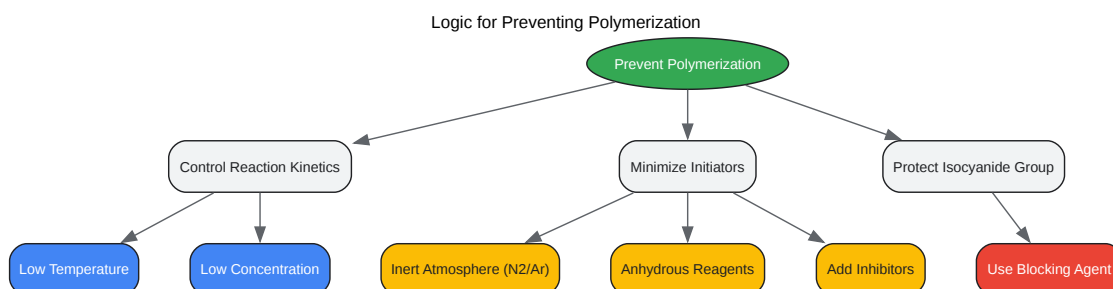 Logic for Preventing Polymerization
Prevent Polymerization
Control Reaction Kinetics
Minimize Initiators
Protect Isocyanide Group
Low Temperature
Low Concentration
Inert Atmosphere (N2/Ar)
Anhydrous Reagents
Add Inhibitors
Use Blocking Agent